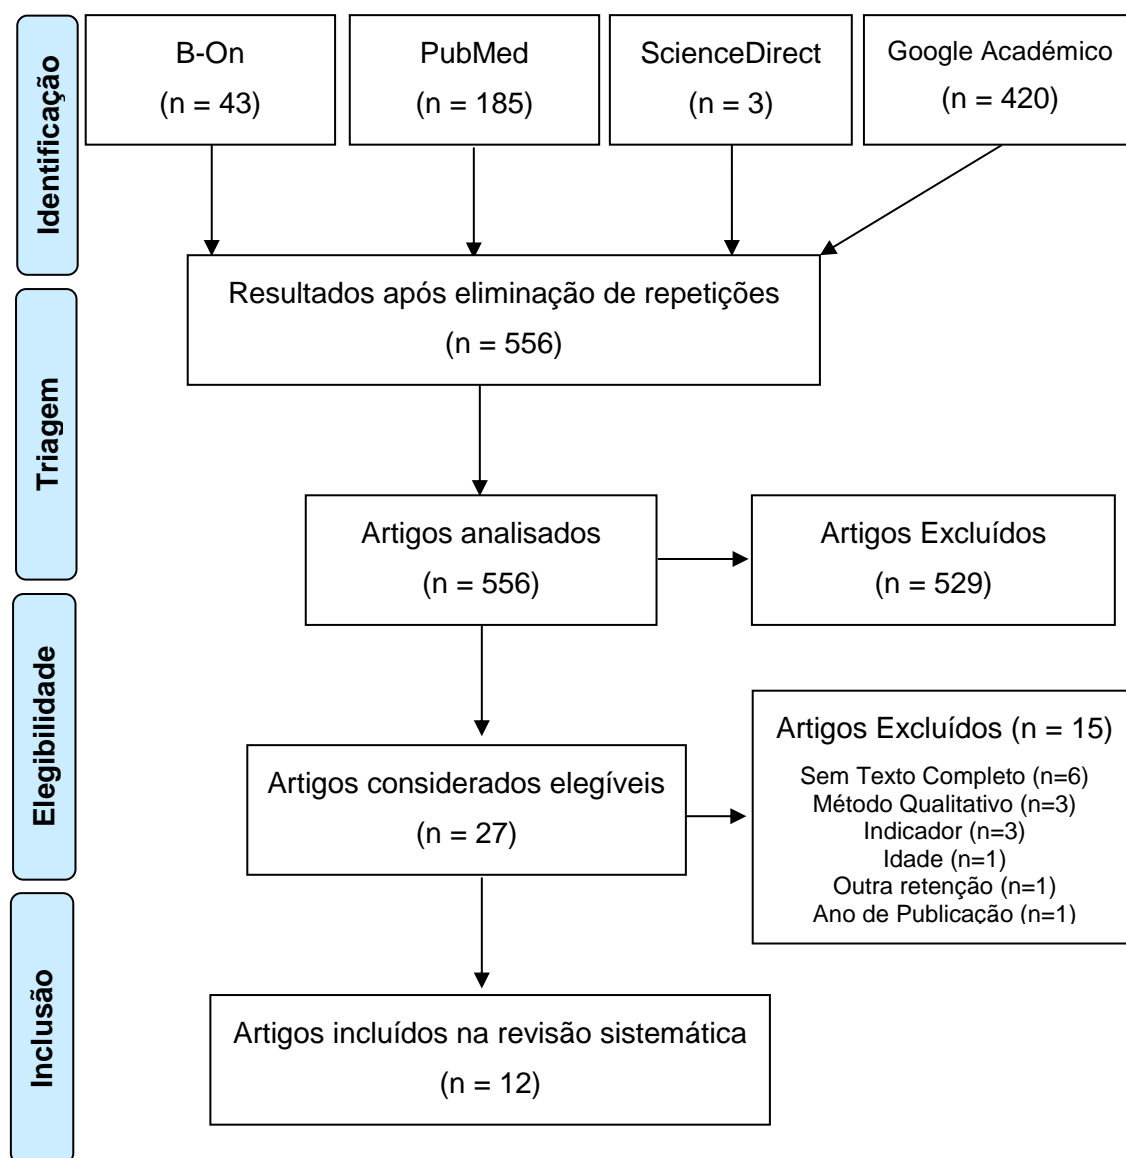 Identificação
B-On
(n = 43)
PubMed
(n = 185)
ScienceDirect
(n = 3)
Google Académico
(n = 420)
Resultados após eliminação de repetições
(n = 556)
Triagem
Artigos analisados
(n = 556)
Artigos Excluídos
(n = 529)
Elegibilidade
Artigos considerados elegíveis
(n = 27)
Artigos Excluídos (n = 15)
Sem Texto Completo (n=6)
Método Qualitativo (n=3)
Indicador (n=3)
Idade (n=1)
Outra retenção (n=1)
Ano de Publicação (n=1)
Inclusão
Artigos incluídos na revisão sistemática
(n = 12)